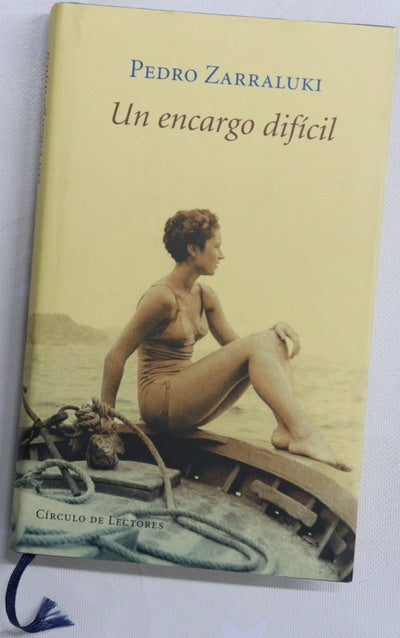 PEDRO ZARRALUKI
Un encargo difícil
CÍRCULO DE LECTORES